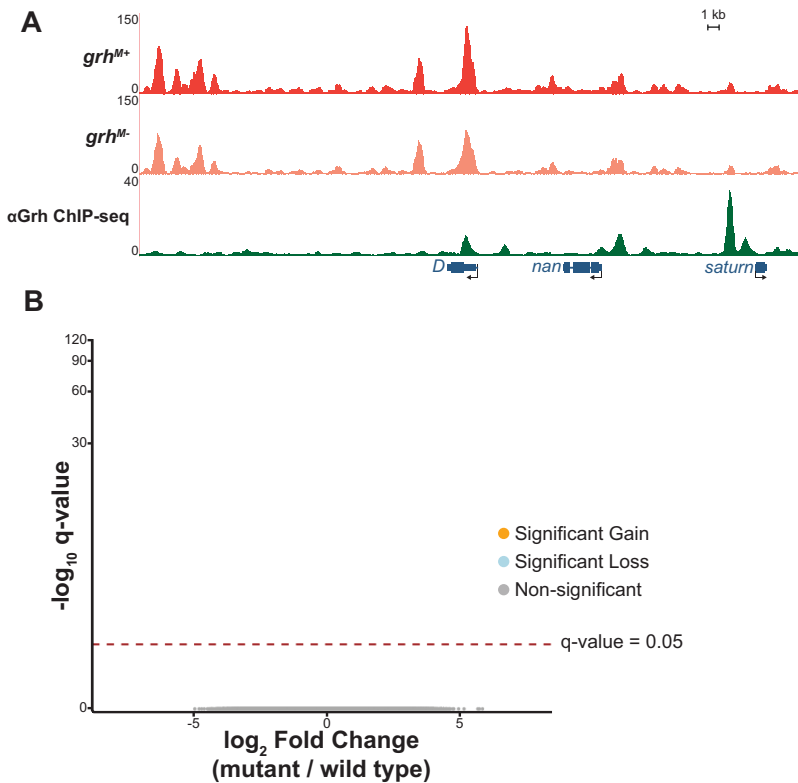 A
1 kb
150
grhM+
0
150
grhM-
0
40
αGrh ChIP-seq
0
D
nan
saturn
B
120
90
60
30
0
-log10 q-value
Significant Gain
Significant Loss
Non-significant
q-value = 0.05
-5 0 5
log2 Fold Change
(mutant / wild type)